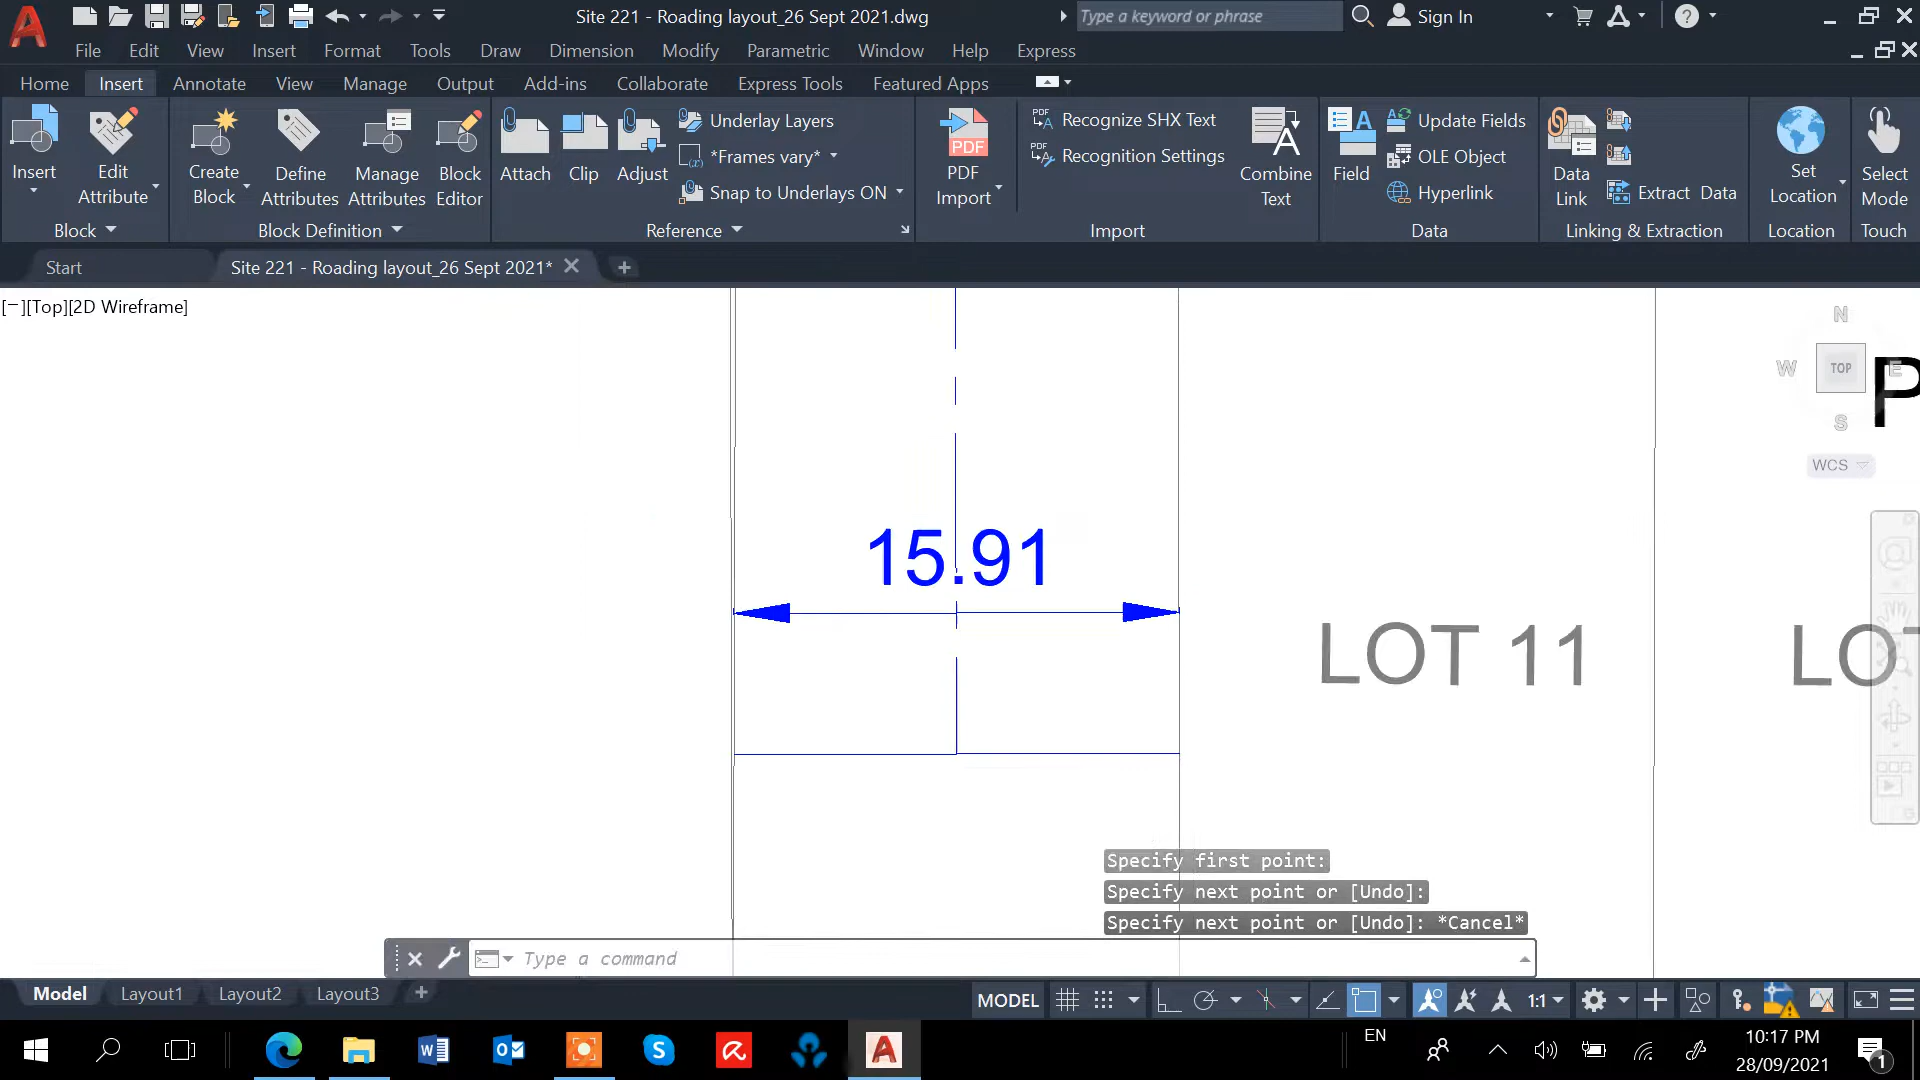 Site 221 - Roading layout_26 Sept 2021.dwg
Type a keyword or phrase
Sign In
File Edit View Insert Format Tools Draw Dimension Modify Parametric Window Help Express
Home Insert Annotate View Manage Output Add-ins Collaborate Express Tools Featured Apps
Insert
Edit Attribute
Create Block
Define Attributes
Manage Attributes
Block Editor
Attach
Clip
Adjust
Underlay Layers
*Frames vary*
Snap to Underlays ON
PDF
PDF Import
PDF
Recognize SHX Text
PDF
Recognition Settings
Combine Text
Field
Update Fields
OLE Object
Hyperlink
Data Link
Extract Data
Set Location
Select Mode
Block
Block Definition
Reference
Import
Data
Linking & Extraction
Location
Touch
Start
Site 221 - Roading layout_26 Sept 2021*
[−][Top][2D Wireframe]
N
W TOP E
S
P
WCS
15.91
LOT 11
LOT
Specify first point:
Specify next point or [Undo]:
Specify next point or [Undo]: *Cancel*
Type a command
Model Layout1 Layout2 Layout3
MODEL
1:1
EN
10:17 PM
28/09/2021
1